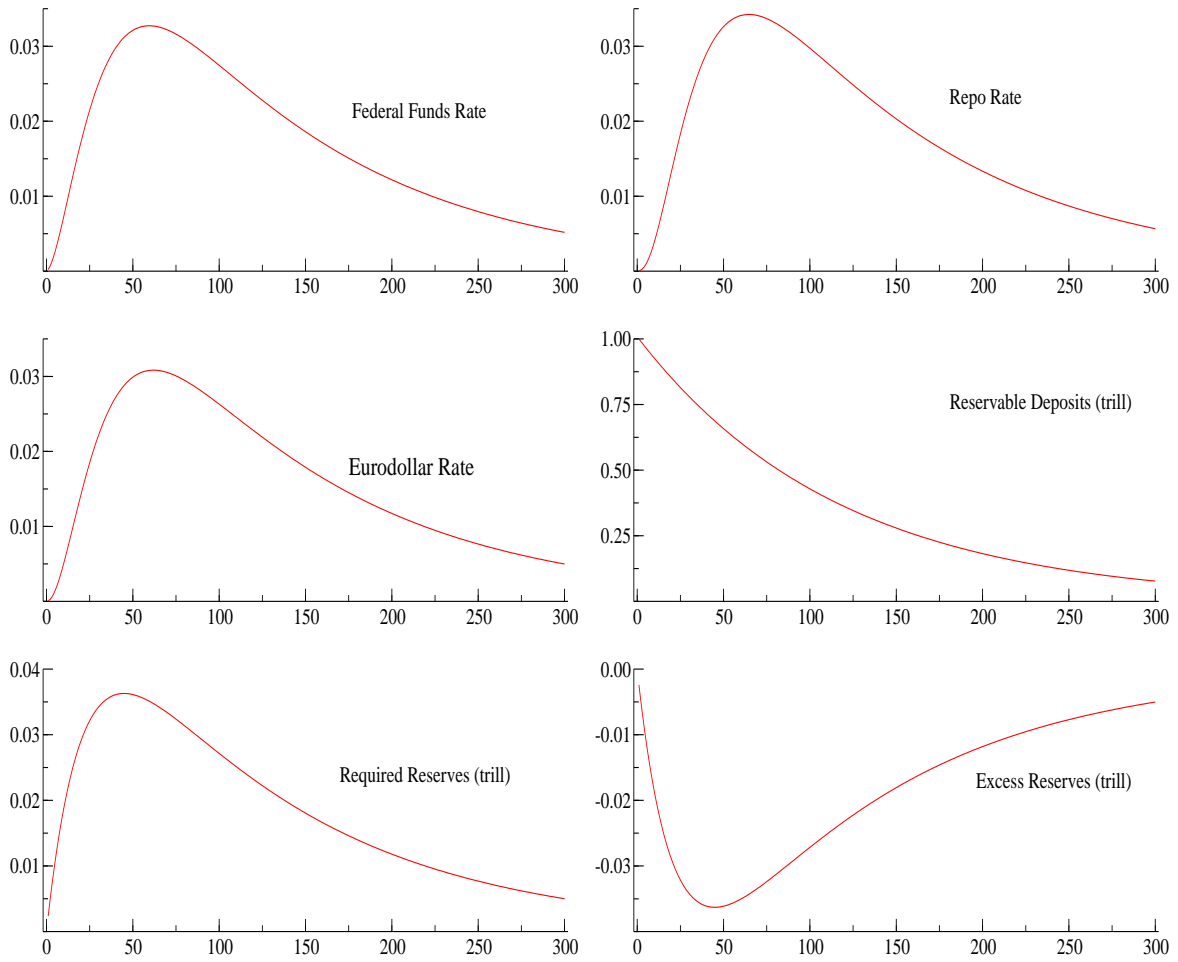 0.03
0.02
0.01
Federal Funds Rate
0 50 100 150 200 250 300
0.03
0.02
0.01
Repo Rate
0 50 100 150 200 250 300
0.03
0.02
0.01
Eurodollar Rate
0 50 100 150 200 250 300
1.00
0.75
0.50
0.25
Reservable Deposits (trill)
0 50 100 150 200 250 300
0.04
0.03
0.02
0.01
Required Reserves (trill)
0 50 100 150 200 250 300
0.00
-0.01
-0.02
-0.03
Excess Reserves (trill)
0 50 100 150 200 250 300